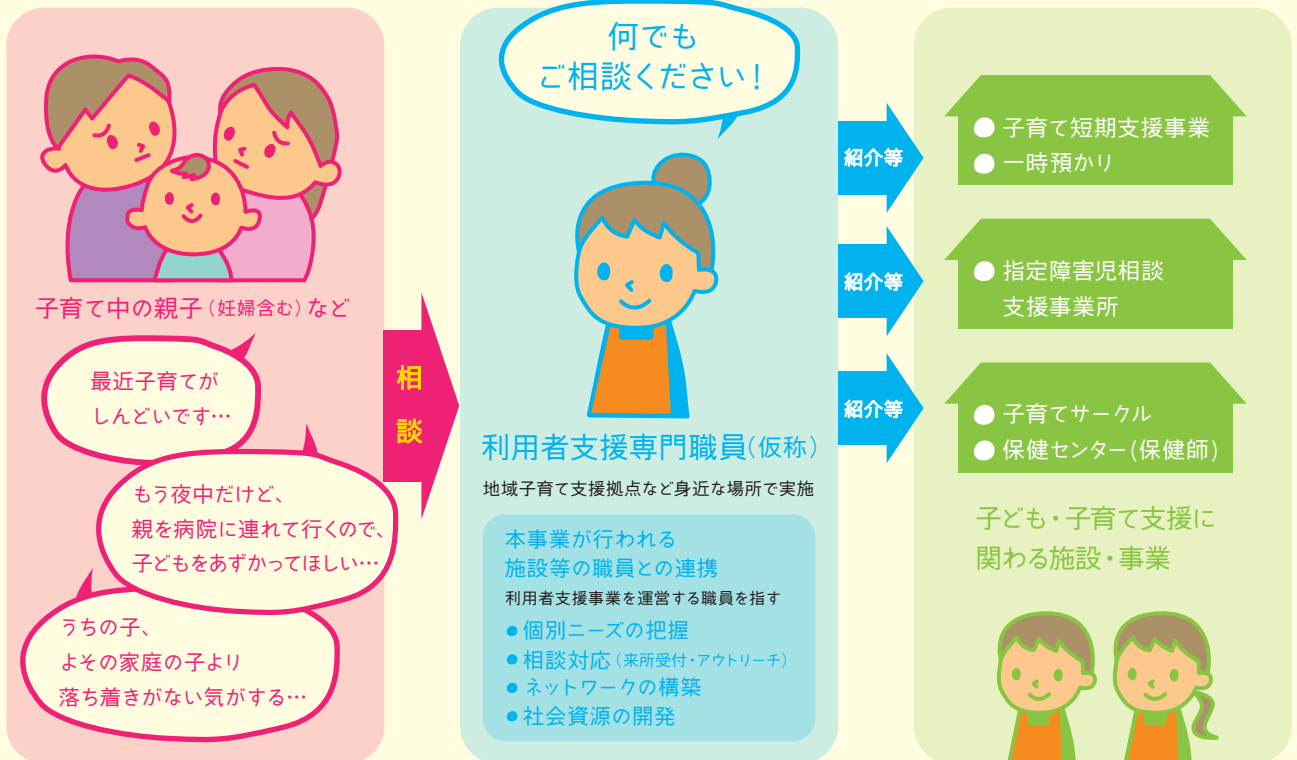 子育て中の親子（妊婦含む）など
最近子育てが
しんどいです…
もう夜中だけど、
親を病院に連れて行くので、
子どもをあずかってほしい…
うちの子、
よその家庭の子より
落ち着きがない気がする…
相
談
何でも
ご相談ください！
利用者支援専門職員(仮称)
地域子育て支援拠点など身近な場所で実施
本事業が行われる
施設等の職員との連携
利用者支援事業を運営する職員を指す
●個別ニーズの把握
●相談対応（来所受付・アウトリーチ）
●ネットワークの構築
●社会資源の開発
紹介等
紹介等
紹介等
●子育て短期支援事業
●一時預かり
●指定障害児相談
支援事業所
●子育てサークル
●保健センター(保健師)
子ども・子育て支援に
関わる施設・事業